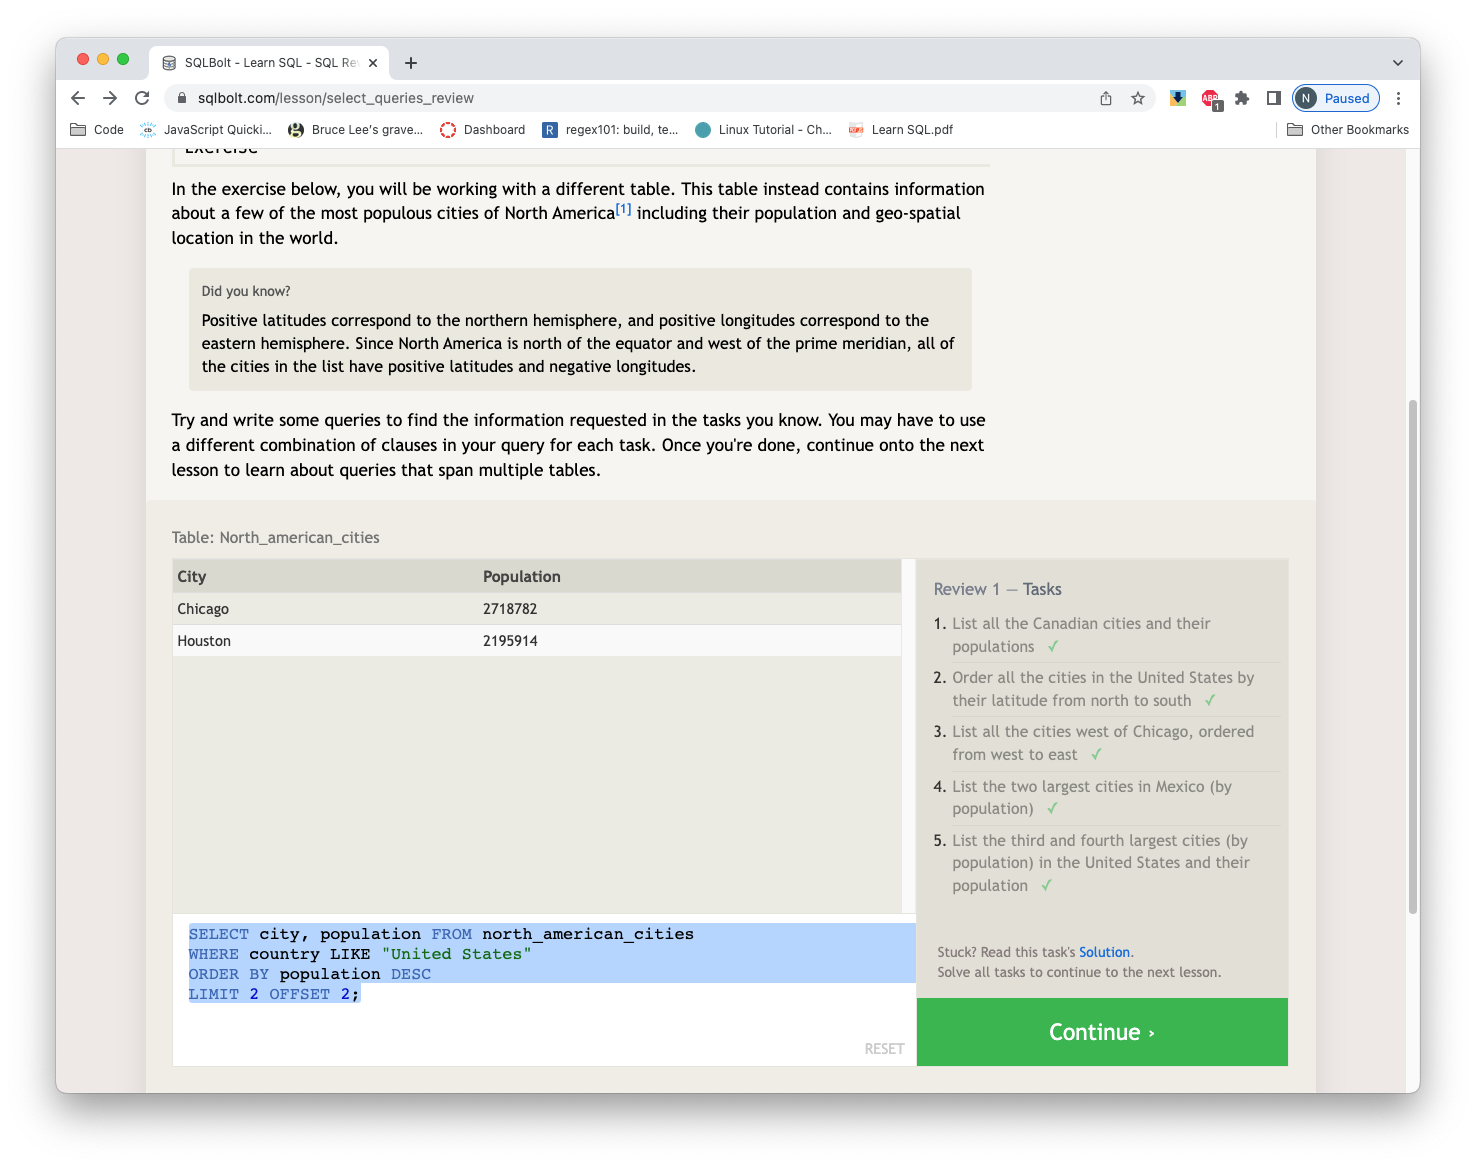 SQLBolt - Learn SQL - SQL Re
sqlbolt.com/lesson/select_queries_review
ABP
1
N
Paused
Code
cb
JavaScript Quicki...
Bruce Lee's grave...
Dashboard
R
regex101: build, te...
Linux Tutorial - Ch...
Learn SQL.pdf
Other Bookmarks
Exercise
In the exercise below, you will be working with a different table. This table instead contains information
about a few of the most populous cities of North America[1] including their population and geo-spatial
location in the world.
Did you know?
Positive latitudes correspond to the northern hemisphere, and positive longitudes correspond to the
eastern hemisphere. Since North America is north of the equator and west of the prime meridian, all of
the cities in the list have positive latitudes and negative longitudes.
Try and write some queries to find the information requested in the tasks you know. You may have to use
a different combination of clauses in your query for each task. Once you're done, continue onto the next
lesson to learn about queries that span multiple tables.
Table: North_american_cities
City Population
Chicago 2718782
Houston 2195914
SELECT city, population FROM north_american_cities
WHERE country LIKE "United States"
ORDER BY population DESC
LIMIT 2 OFFSET 2;
RESET
Review 1 — Tasks
1. List all the Canadian cities and their
populations ✓
2. Order all the cities in the United States by
their latitude from north to south ✓
3. List all the cities west of Chicago, ordered
from west to east ✓
4. List the two largest cities in Mexico (by
population) ✓
5. List the third and fourth largest cities (by
population) in the United States and their
population ✓
Stuck? Read this task's Solution.
Solve all tasks to continue to the next lesson.
Continue ›